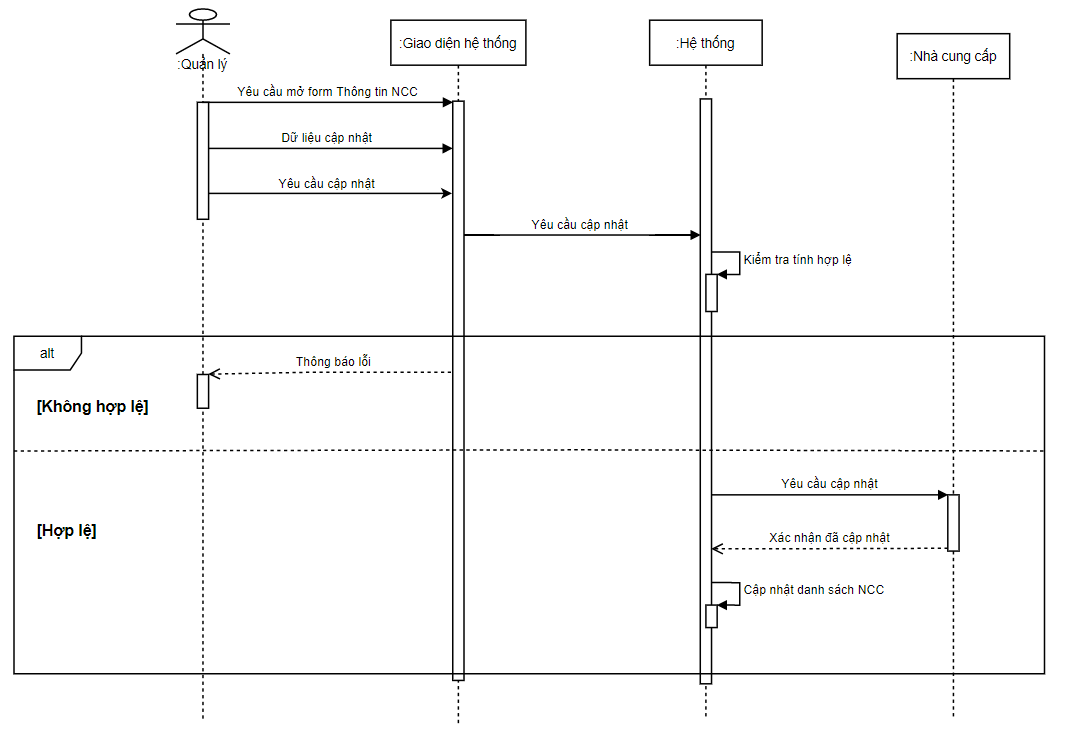 :Quản lý
:Giao diện hệ thống
:Hệ thống
:Nhà cung cấp
Yêu cầu mở form Thông tin NCC
Dữ liệu cập nhật
Yêu cầu cập nhật
Yêu cầu cập nhật
Kiểm tra tính hợp lệ
alt
Thông báo lỗi
[Không hợp lệ]
Yêu cầu cập nhật
[Hợp lệ]
Xác nhận đã cập nhật
Cập nhật danh sách NCC